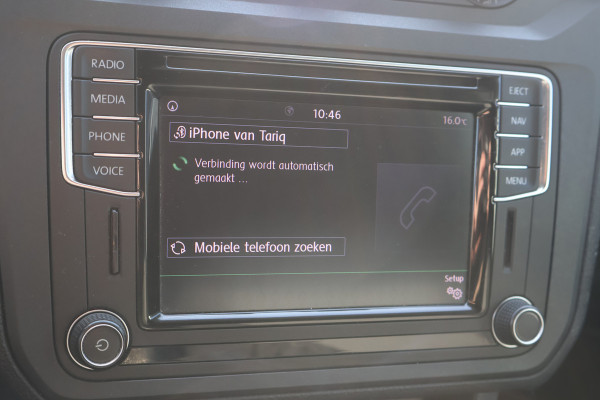 RADIO
MEDIA
PHONE
VOICE
10:46
16.0°C
iPhone van Tariq
Verbinding wordt automatisch
gemaakt ...
Mobiele telefoon zoeken
Setup
EJECT
NAV
APP
MENU